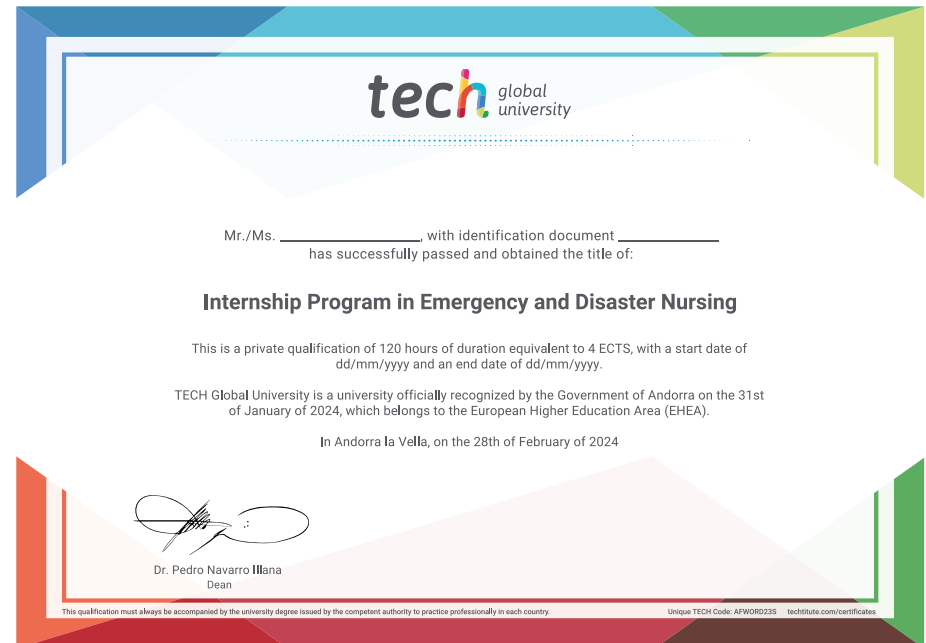 tech global university
Mr./Ms. ____________, with identification document ____________
has successfully passed and obtained the title of:
Internship Program in Emergency and Disaster Nursing
This is a private qualification of 120 hours of duration equivalent to 4 ECTS, with a start date of
dd/mm/yyyy and an end date of dd/mm/yyyy.
TECH Global University is a university officially recognized by the Government of Andorra on the 31st
of January of 2024, which belongs to the European Higher Education Area (EHEA).
In Andorra la Vella, on the 28th of February of 2024
Dr. Pedro Navarro Illana
Dean
This qualification must always be accompanied by the university degree issued by the competent authority to practice professionally in each country.
Unique TECH Code: AFWORD23S techtitute.com/certificates